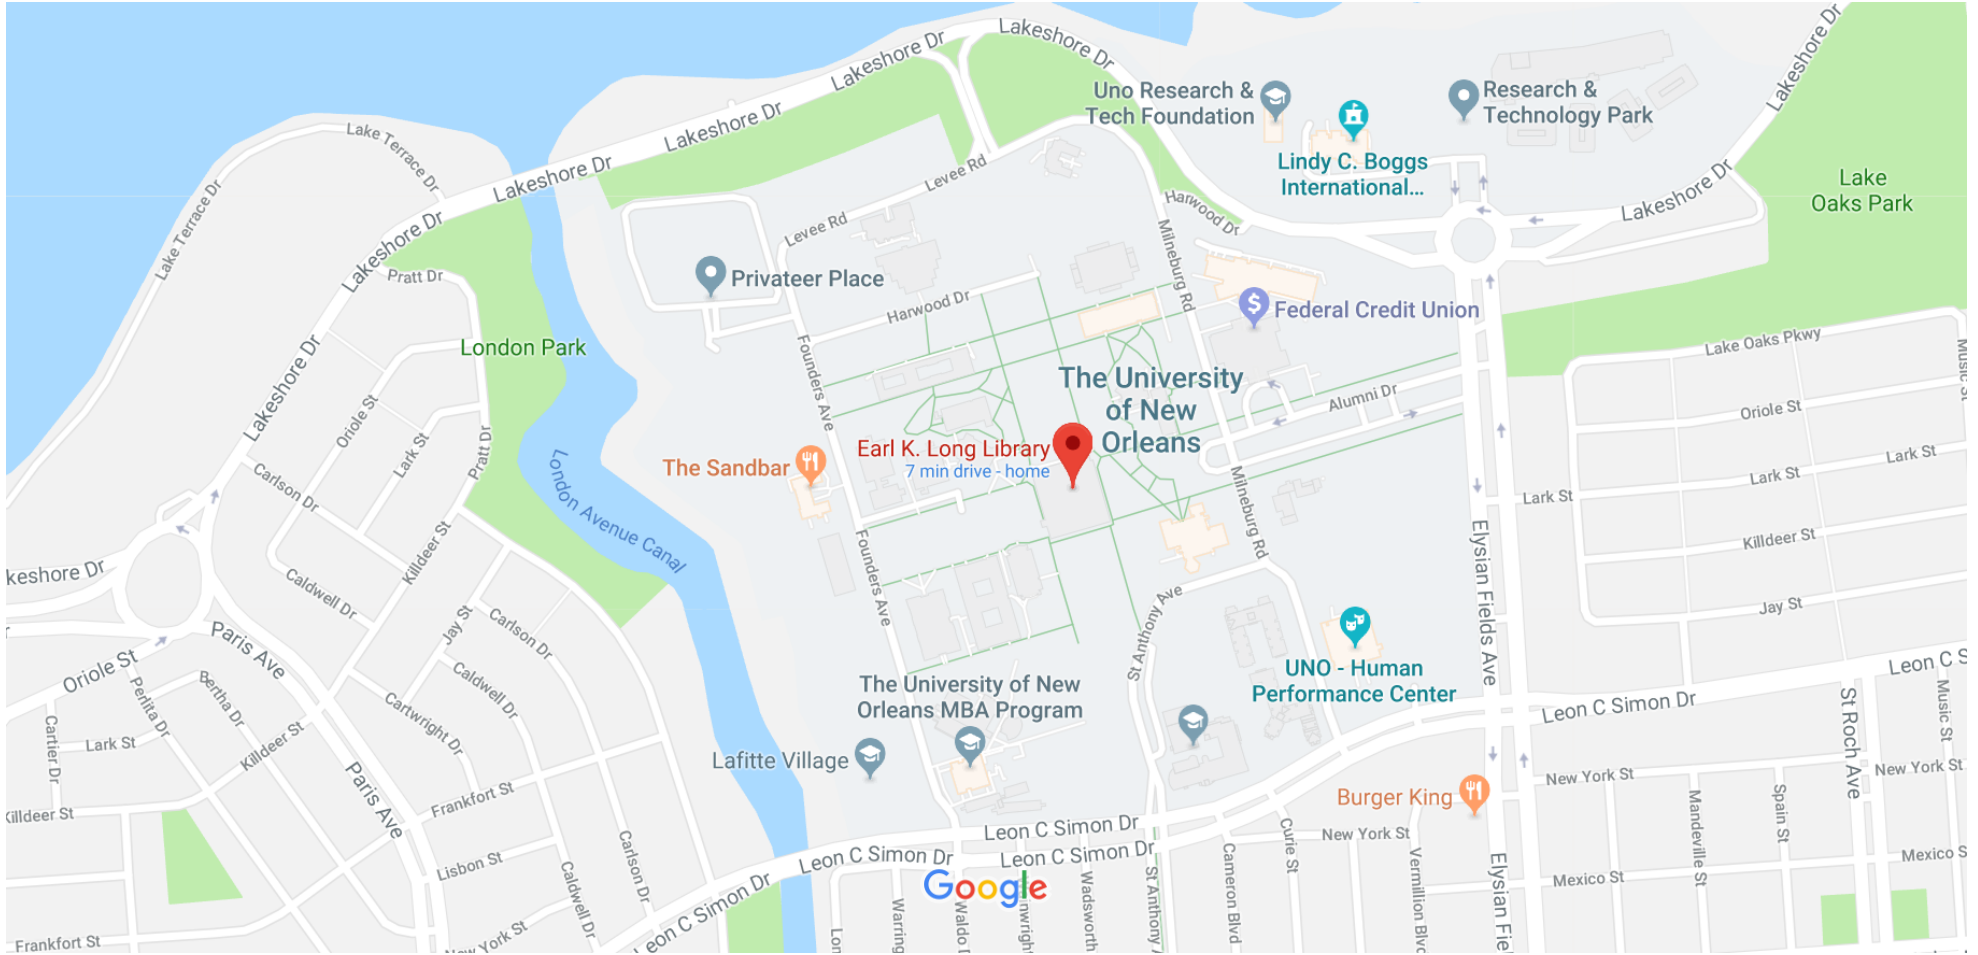 Lakeshore Dr
Lakeshore Dr
Lakeshore Dr
Lakeshore Dr
Uno Research &
Tech Foundation
Research &
Technology Park
Lake Terrace Dr
Lakeshore Dr
Lindy C. Boggs
International...
Lake
Oaks Park
Levee Rd
Lakeshore Dr
Lake Terrace Dr
Lakeshore Dr
Harwood Dr
Levee Rd
Milneburg Rd
Lakeshore Dr
Pratt Dr
Privateer Place
Harwood Dr
Federal Credit Union
London Park
Founders Ave
Lake Oaks Pkwy
Music St
Lakeshore Dr
The University
of New
Orleans
Alumni Dr
Oriole St
Oriole St
Lark St
Pratt Dr
The Sandbar
Earl K. Long Library
7 min drive - home
Lark St
Lark St
Lark St
Carlson Dr
London Avenue Canal
Milneburg Rd
Killdeer St
Killdeer St
Elysian Fields Ave
keshore Dr
Caldwell Dr
Founders Ave
St Anthony Ave
Jay St
Jay St
Carlson Dr
Paris Ave
UNO - Human
Performance Center
Oriole St
Perlita Dr
Bertha Dr
Caldwell Dr
Cartwright Dr
The University of New
Orleans MBA Program
Leon C S
Leon C Simon Dr
St Roch Ave
Music St
Cartier Dr
Lark St
Killdeer St
Lafitte Village
New York St
New York St
Paris Ave
Frankfort St
Burger King
Mandeville St
Spain St
Killdeer St
Leon C Simon Dr
New York St
Curie St
Leon C Simon Dr
Leon C Simon Dr
Lisbon St
Carlson Dr
Caldwell Dr
Google
Cameron Blvd
Vermillion Blvd
Elysian Fie
Mexico St
Mexico S
Leon C Simon Dr
Lon
Warring
Waldo D
nwright
Wadsworth
St Anthony A
Frankfort St
New York St